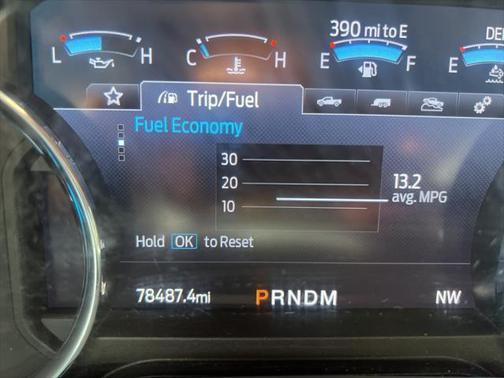 390 mi to E
DEF
L H
C H
E F
E
Trip/Fuel
Fuel Economy
30
20
10
13.2
avg. MPG
Hold OK to Reset
78487.4mi
PRNDM
NW